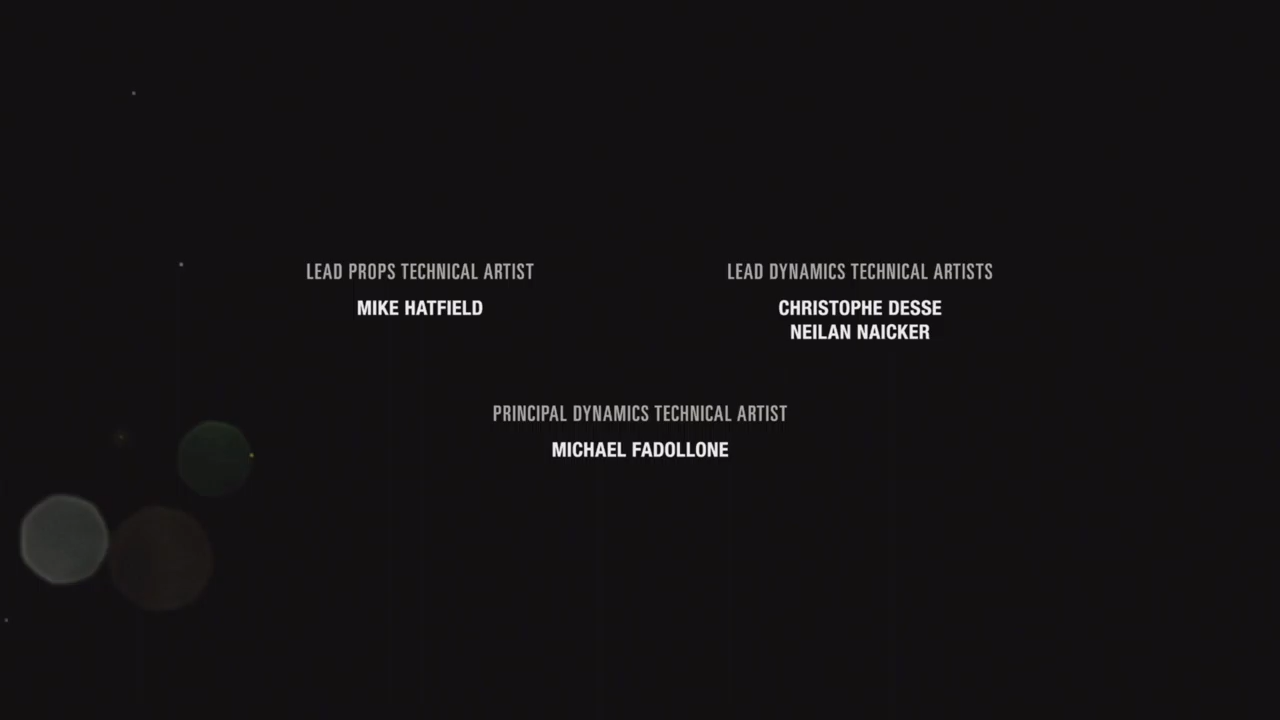 LEAD PROPS TECHNICAL ARTIST
MIKE HATFIELD
LEAD DYNAMICS TECHNICAL ARTISTS
CHRISTOPHE DESSE
NEILAN NAICKER
PRINCIPAL DYNAMICS TECHNICAL ARTIST
MICHAEL FADOLLONE